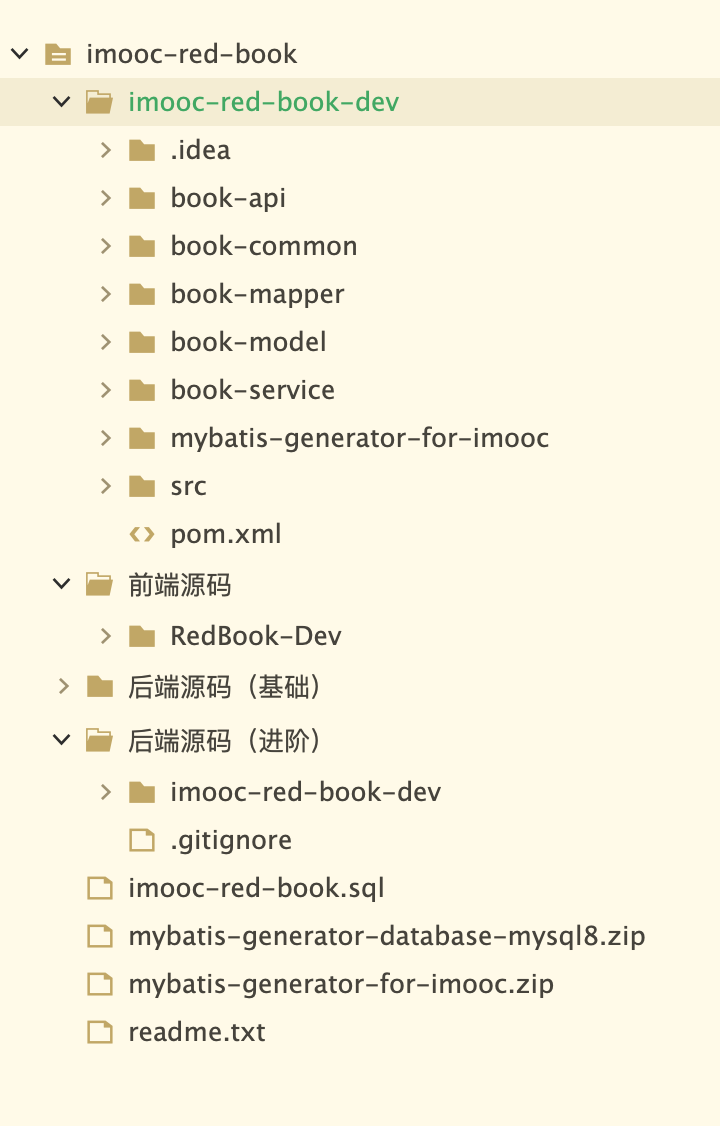 imooc-red-book
imooc-red-book-dev
.idea
book-api
book-common
book-mapper
book-model
book-service
mybatis-generator-for-imooc
src
pom.xml
前端源码
RedBook-Dev
后端源码（基础）
后端源码（进阶）
imooc-red-book-dev
.gitignore
imooc-red-book.sql
mybatis-generator-database-mysql8.zip
mybatis-generator-for-imooc.zip
readme.txt